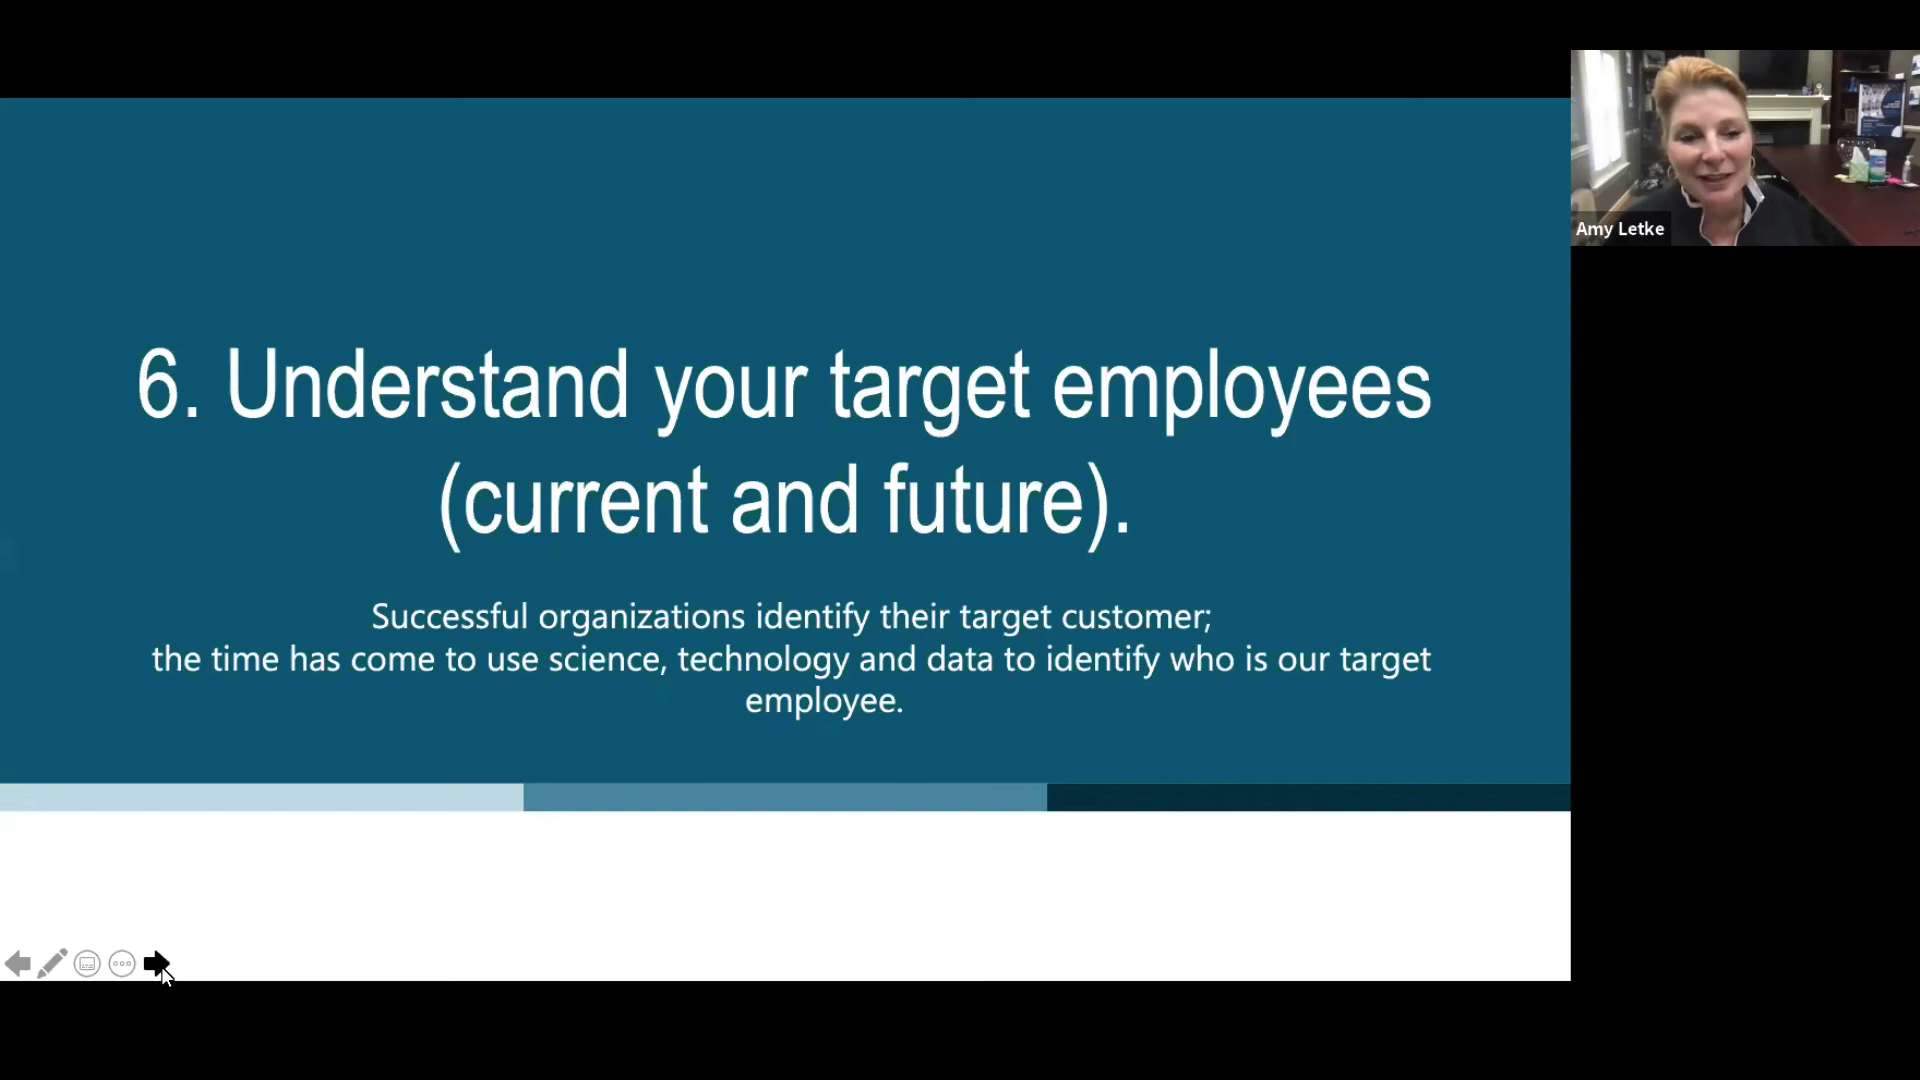 6. Understand your target employees
(current and future).
Successful organizations identify their target customer;
the time has come to use science, technology and data to identify who is our target
employee.
Amy Letke